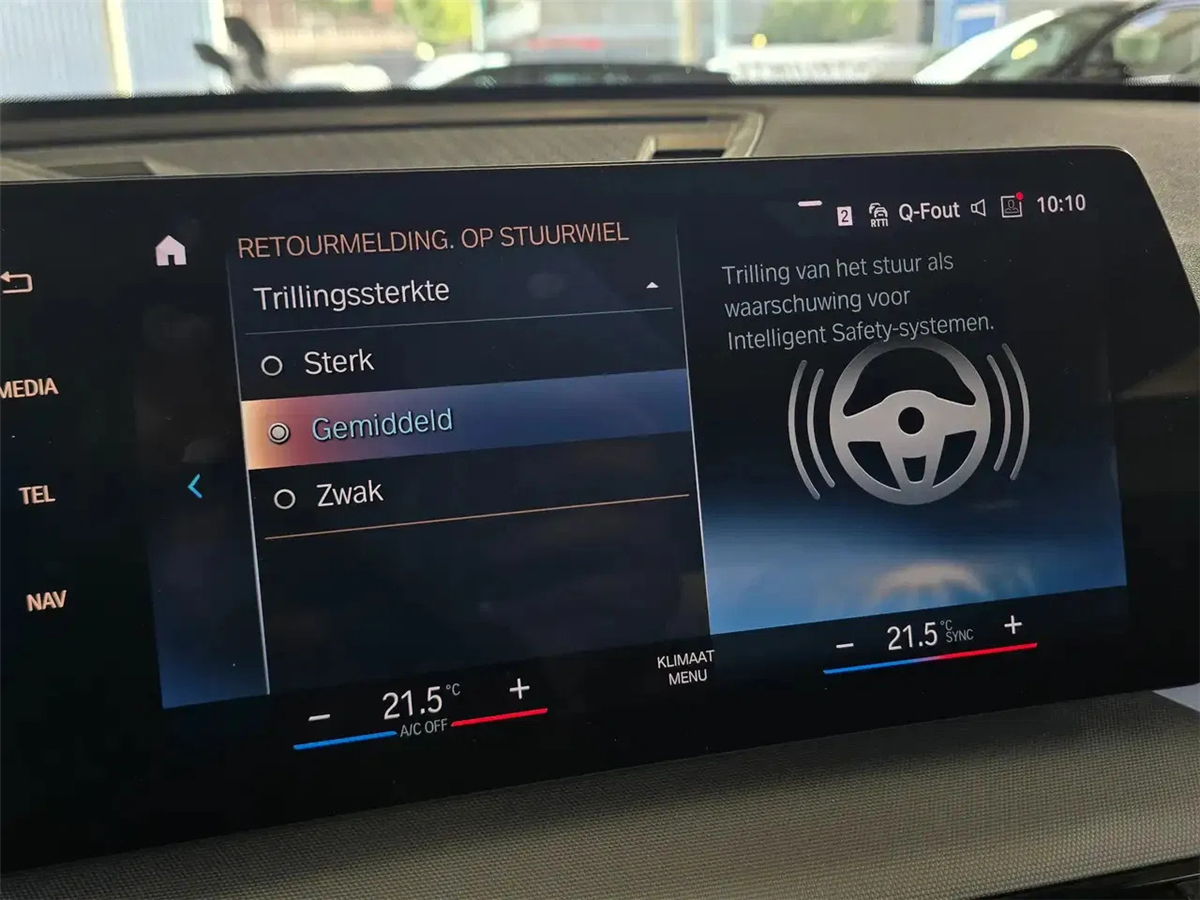 2 RTTI Q-Fout 10:10
RETOURMELDING. OP STUURWIEL
Trillingssterkte
Sterk
Gemiddeld
Zwak
Trilling van het stuur als
waarschuwing voor
Intelligent Safety-systemen.
MEDIA
TEL
NAV
− 21.5 °C +
A/C OFF
KLIMAAT
MENU
− 21.5 °C +
SYNC